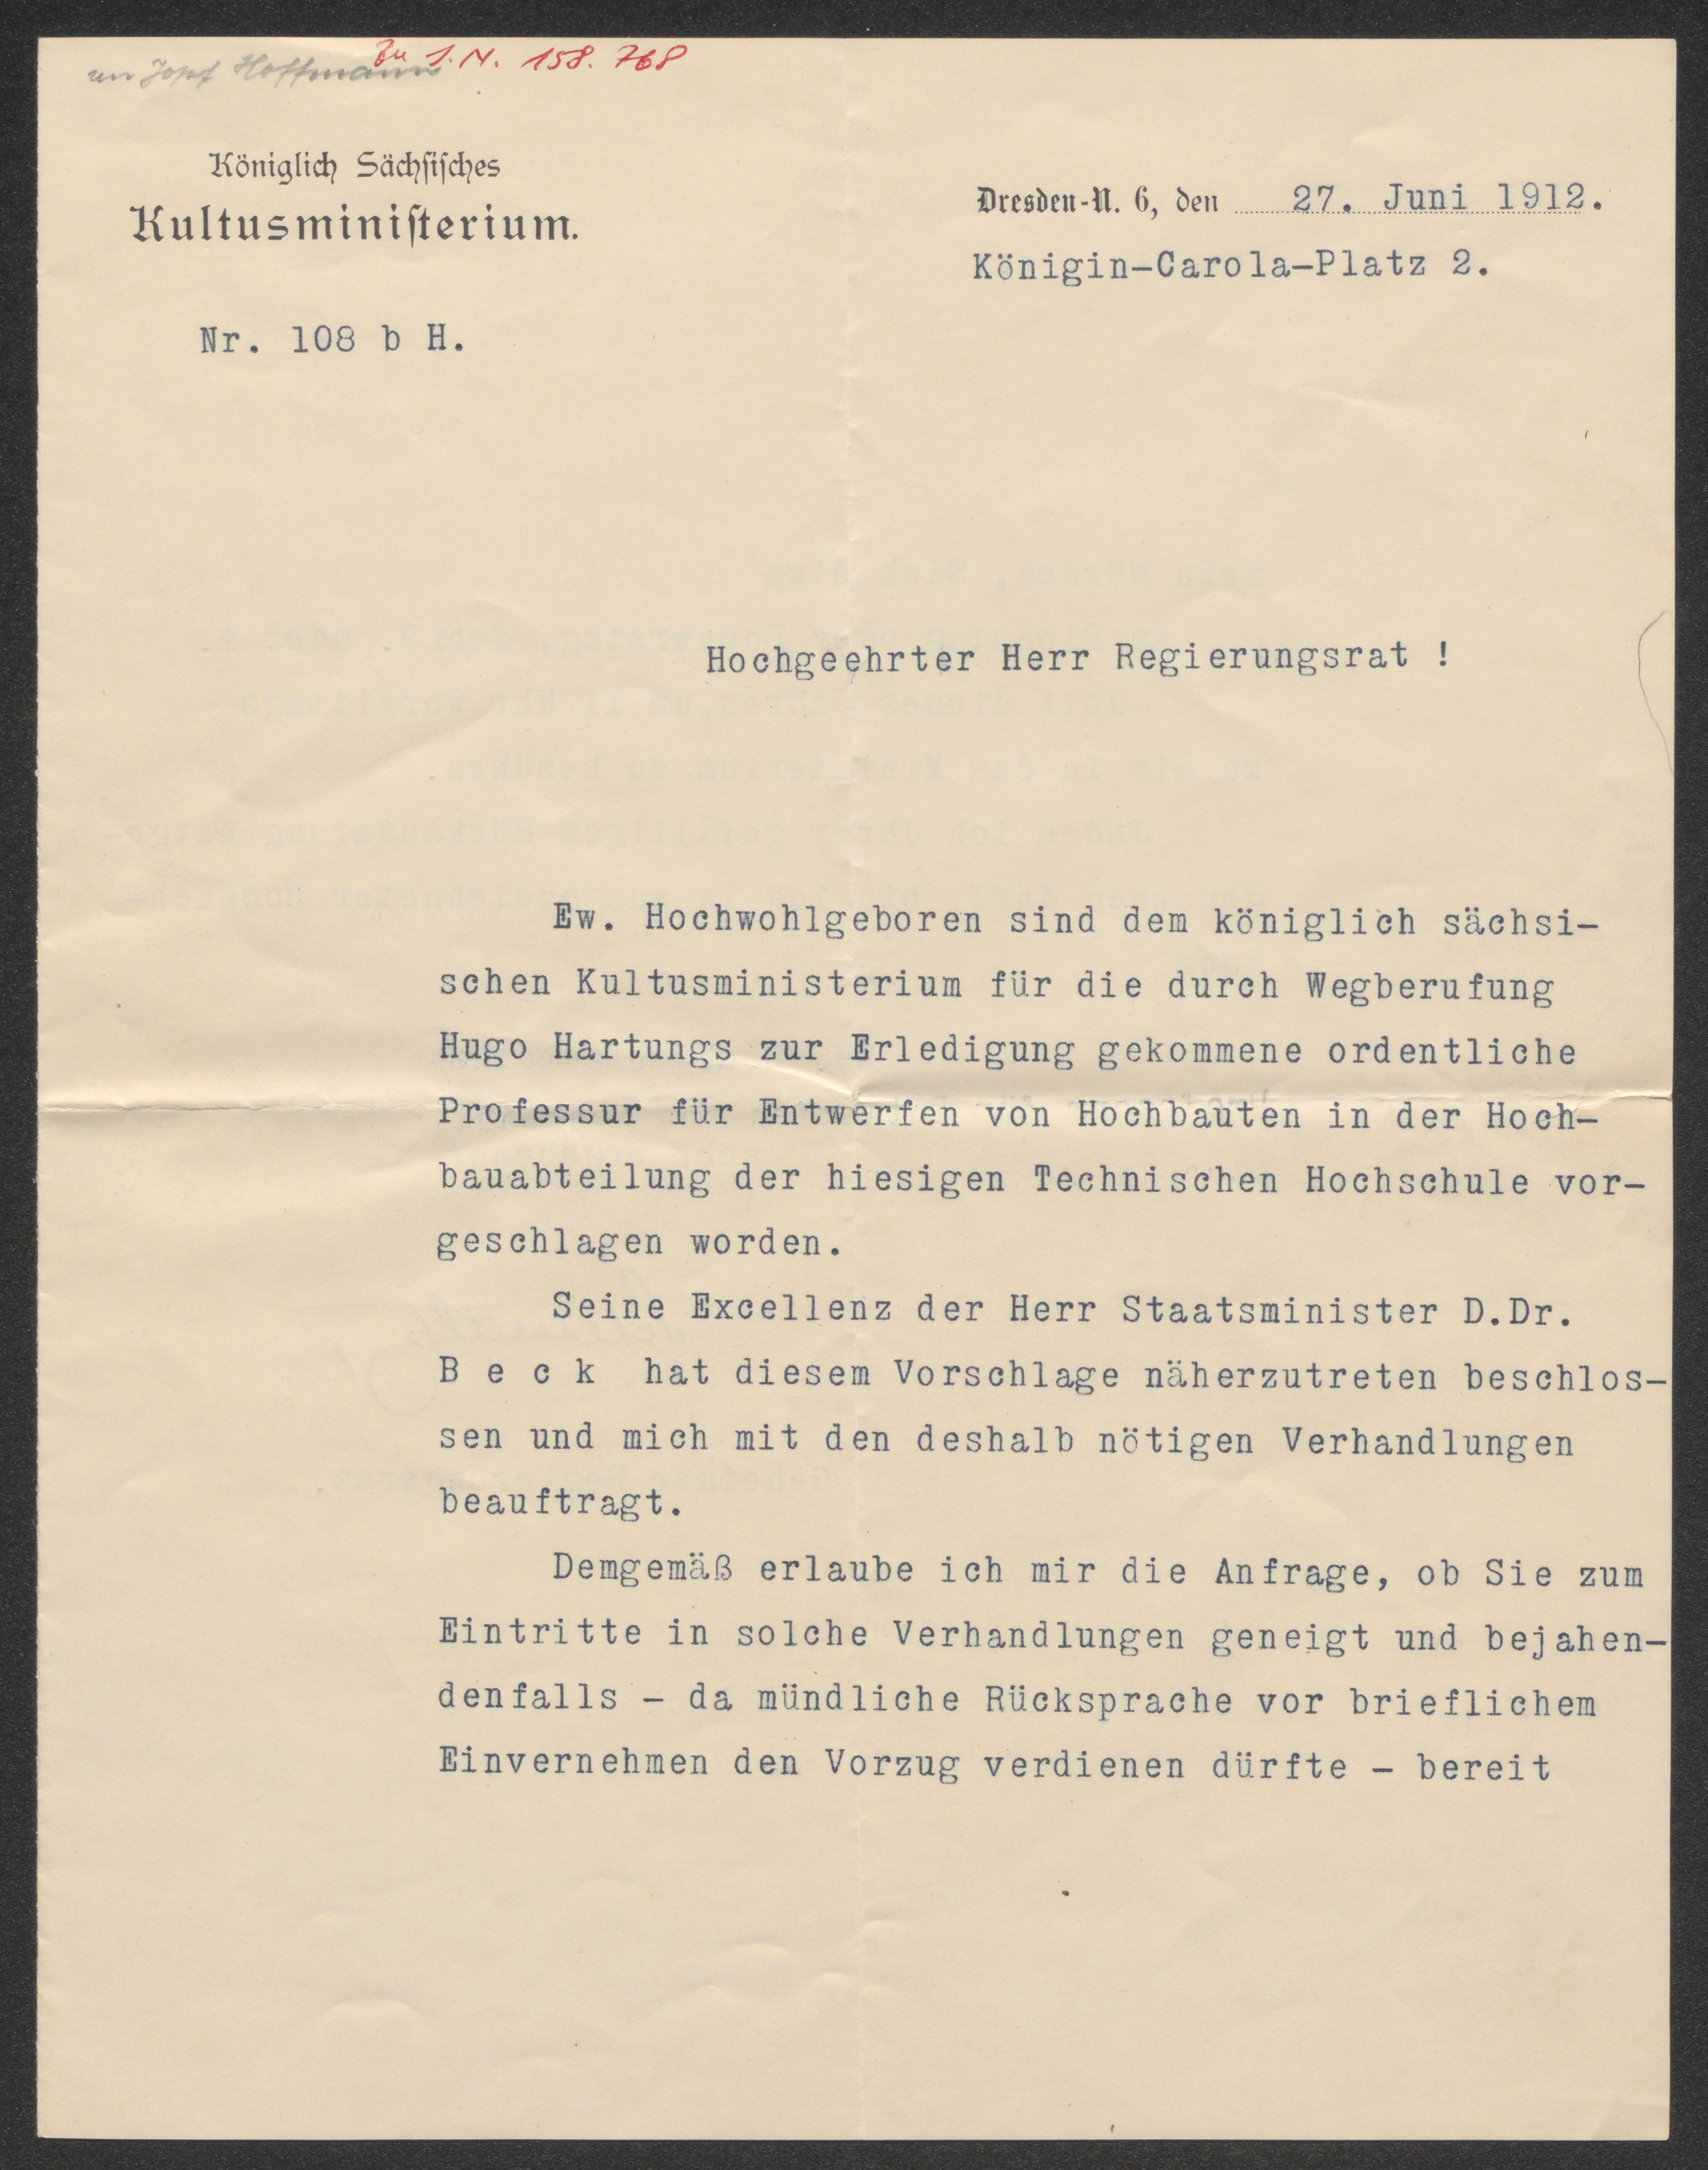 an Josef Hoffmann
Zu I. N. 158.768
Königlich Sächſiſches
Kultusminiſterium.
Dresden-N. 6, den 27. Juni 1912.
Königin-Carola-Platz 2.
Nr. 108 b H.
Hochgeehrter Herr Regierungsrat !
Ew. Hochwohlgeboren sind dem königlich sächsi-
schen Kultusministerium für die durch Wegberufung
Hugo Hartungs zur Erledigung gekommene ordentliche
Professur für Entwerfen von Hochbauten in der Hoch-
bauabteilung der hiesigen Technischen Hochschule vor-
geschlagen worden.
Seine Excellenz der Herr Staatsminister D.Dr.
B e c k hat diesem Vorschlage näherzutreten beschlos-
sen und mich mit den deshalb nötigen Verhandlungen
beauftragt.
Demgemäß erlaube ich mir die Anfrage, ob Sie zum
Eintritte in solche Verhandlungen geneigt und bejahen-
denfalls – da mündliche Rücksprache vor brieflichem
Einvernehmen den Vorzug verdienen dürfte – bereit